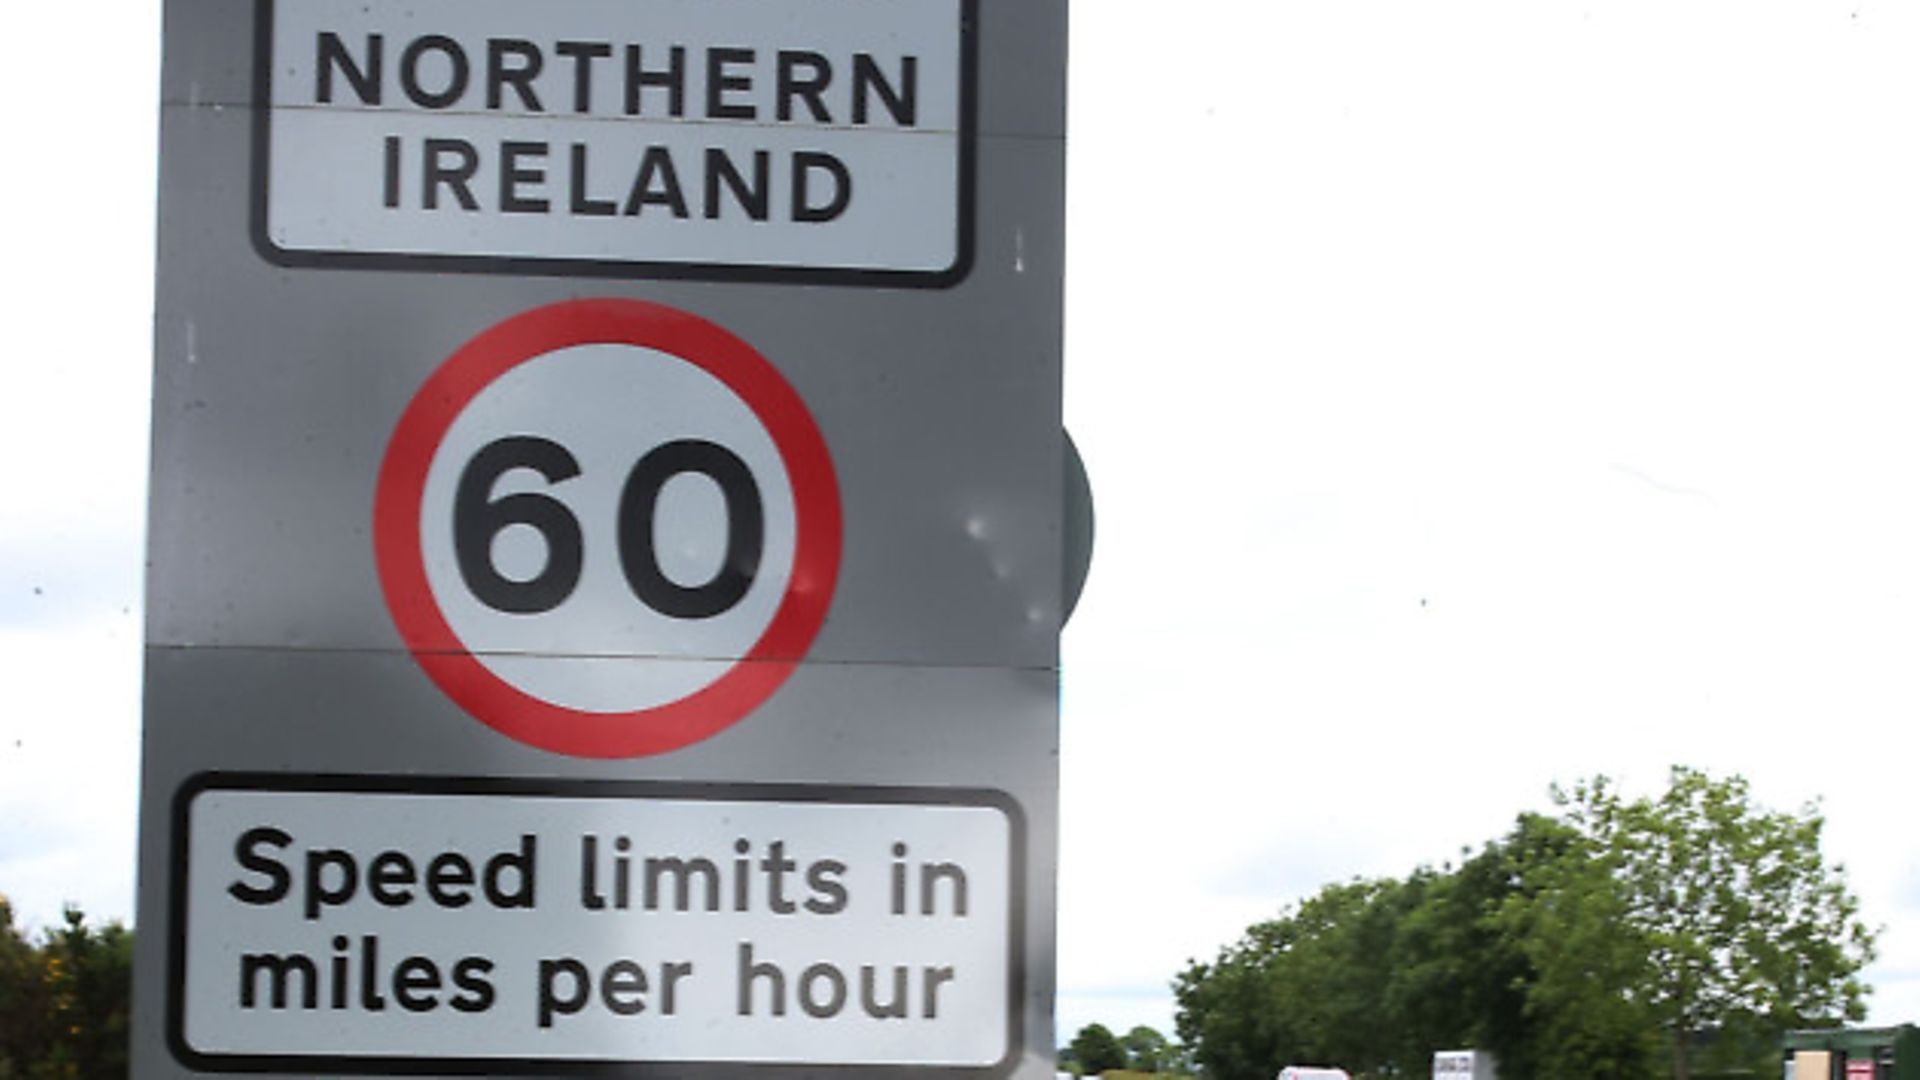 NORTHERN
IRELAND
60
Speed limits in
miles per hour